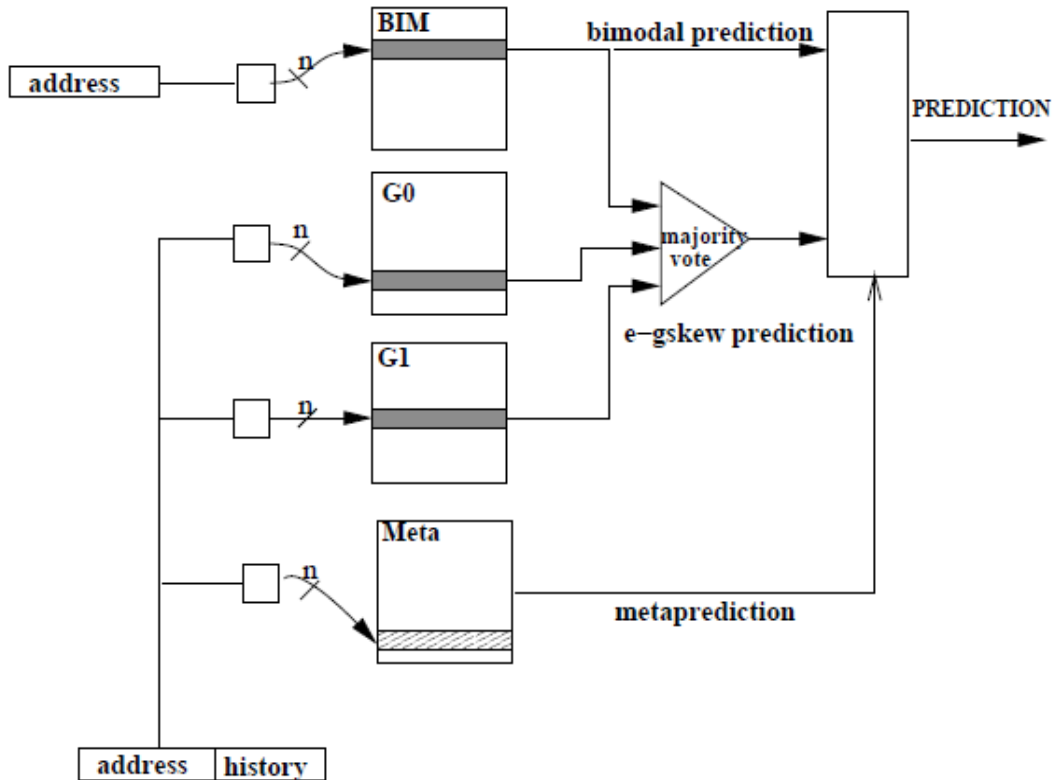 BIM
bimodal prediction
n
address
PREDICTION
G0
n
majority
vote
e-gskew prediction
G1
n
Meta
n
metaprediction
address
history